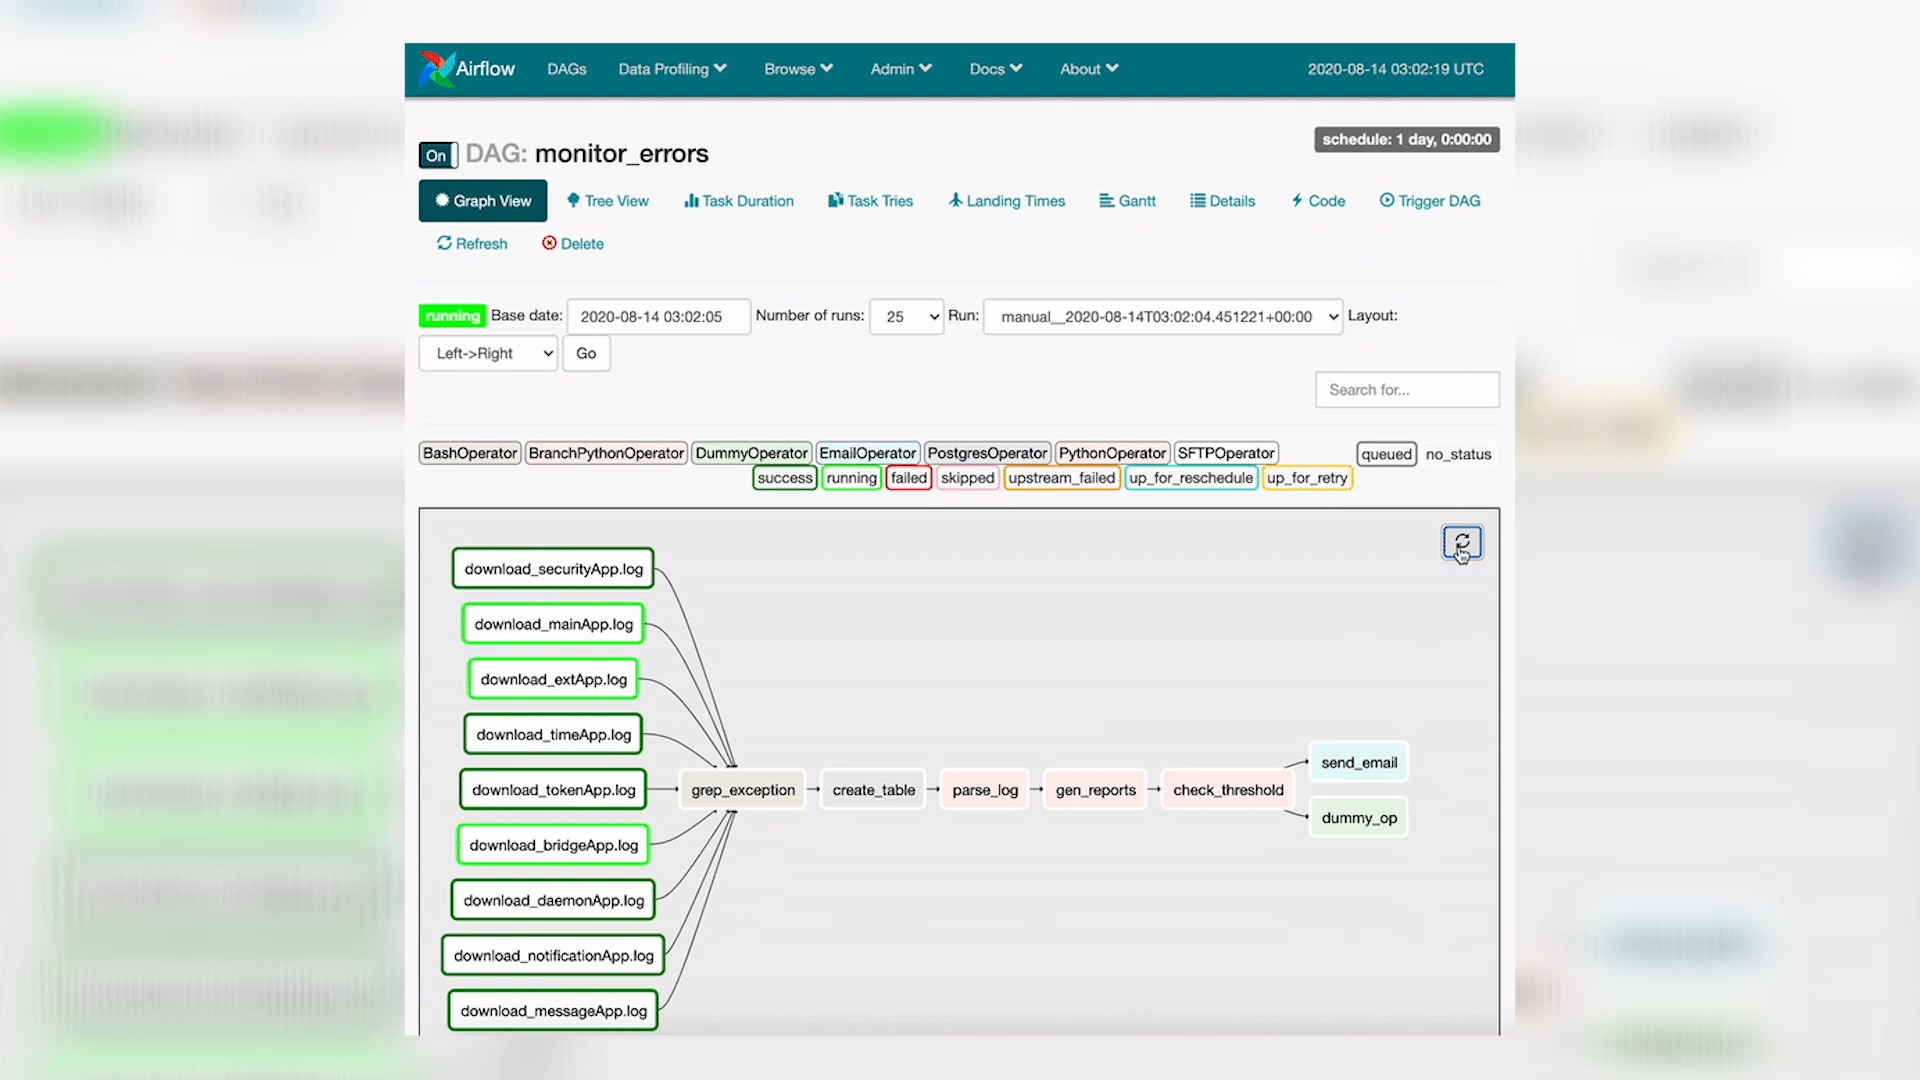 Airflow DAGs Data Profiling Browse Admin Docs About 2020-08-14 03:02:19 UTC
schedule: 1 day, 0:00:00
On DAG: monitor_errors
Graph View Tree View Task Duration Task Tries Landing Times Gantt Details Code Trigger DAG
Refresh Delete
running Base date: 2020-08-14 03:02:05 Number of runs: 25 Run: manual__2020-08-14T03:02:04.451221+00:00 Layout:
Left->Right Go
Search for...
BashOperator BranchPythonOperator DummyOperator EmailOperator PostgresOperator PythonOperator SFTPOperator queued no_status
success running failed skipped upstream_failed up_for_reschedule up_for_retry
download_securityApp.log
download_mainApp.log
download_extApp.log
download_timeApp.log
send_email
download_tokenApp.log grep_exception create_table parse_log gen_reports check_threshold
dummy_op
download_bridgeApp.log
download_daemonApp.log
download_notificationApp.log
download_messageApp.log